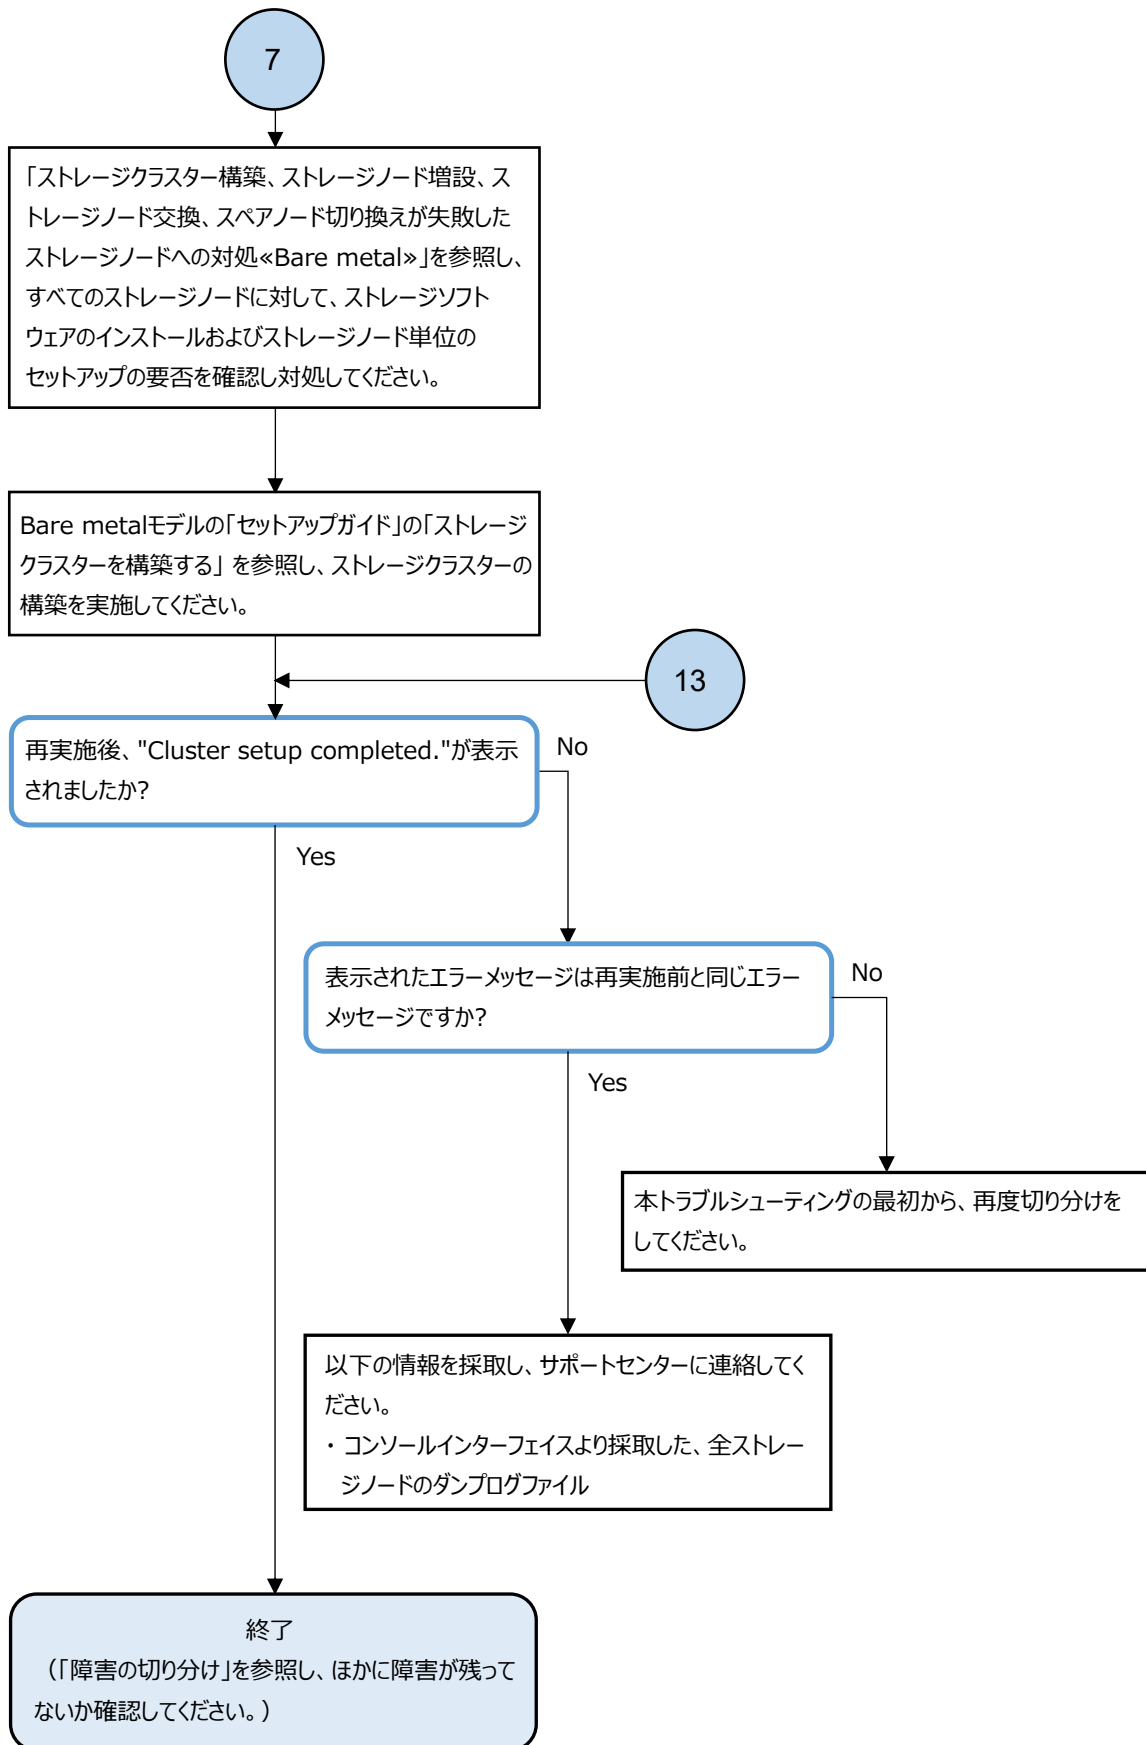 7
「ストレージクラスター構築、ストレージノード増設、ス
トレージノード交換、スペアノード切り換えが失敗した
ストレージノードへの対処«Bare metal»」を参照し、
すべてのストレージノードに対して、ストレージソフト
ウェアのインストールおよびストレージノード単位の
セットアップの要否を確認し対処してください。
Bare metalモデルの「セットアップガイド」の「ストレージ
クラスターを構築する」 を参照し、ストレージクラスターの
構築を実施してください。
13
再実施後、"Cluster setup completed."が表示
されましたか?
No
Yes
表示されたエラーメッセージは再実施前と同じエラー
メッセージですか?
No
Yes
本トラブルシューティングの最初から、再度切り分けを
してください。
以下の情報を採取し、サポートセンターに連絡してく
ださい。
・ コンソールインターフェイスより採取した、全ストレー
ジノードのダンプログファイル
終了
（「障害の切り分け」を参照し、ほかに障害が残って
ないか確認してください。）